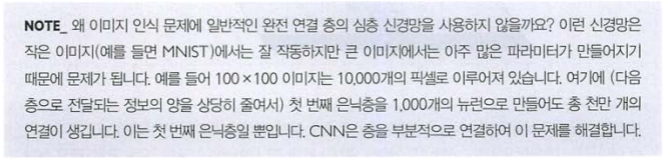 NOTE_ 왜 이미지 인식 문제에 일반적인 완전 연결 층의 심층 신경망을 사용하지 않을까요? 이런 신경망은
작은 이미지(예를 들면 MNIST)에서는 잘 작동하지만 큰 이미지에서는 아주 많은 파라미터가 만들어지기
때문에 문제가 됩니다. 예를 들어 100×100 이미지는 10,000개의 픽셀로 이루어져 있습니다. 여기에 (다음
층으로 전달되는 정보의 양을 상당히 줄여서) 첫 번째 은닉층을 1,000개의 뉴런으로 만들어도 총 천만 개의
연결이 생깁니다. 이는 첫 번째 은닉층일 뿐입니다. CNN은 층을 부분적으로 연결하여 이 문제를 해결합니다.